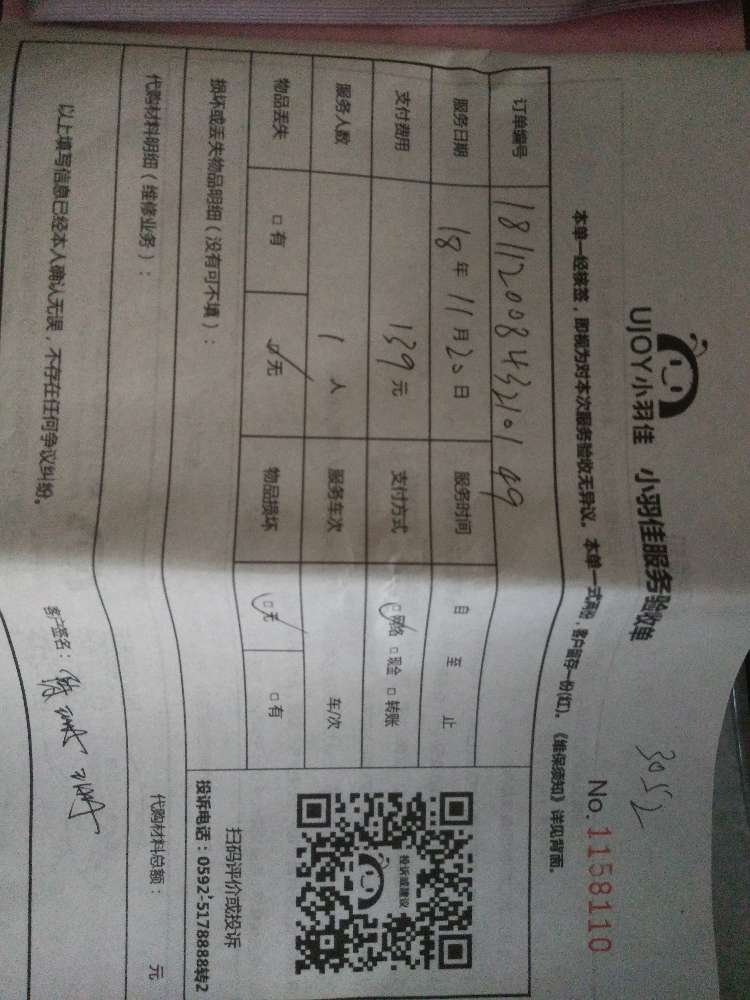 3052
UJOY小羽佳 小羽佳服务验收单
No. 1158110
本单一经核签，即视为对本次服务验收无异议。本单一式两份，客户留存一份(红)。《维保须知》详见背面。
订单编号 18112008432101 99
服务日期 18年11月20日 服务时间 自 至 止
支付费用 139元 支付方式 □网络 □现金 □转账
服务人数 1人 服务车次 车/次
物品丢失 □有 □无 物品损坏 □无 □有
损坏或丢失物品明细（没有可不填）：
投诉或建议
扫码评价或投诉
投诉电话：0592-5178888转2
代购材料明细（维修业务）：
代购材料总额： 元
以上填写信息已经本人确认无误，不存在任何争议纠纷。
客户签名：